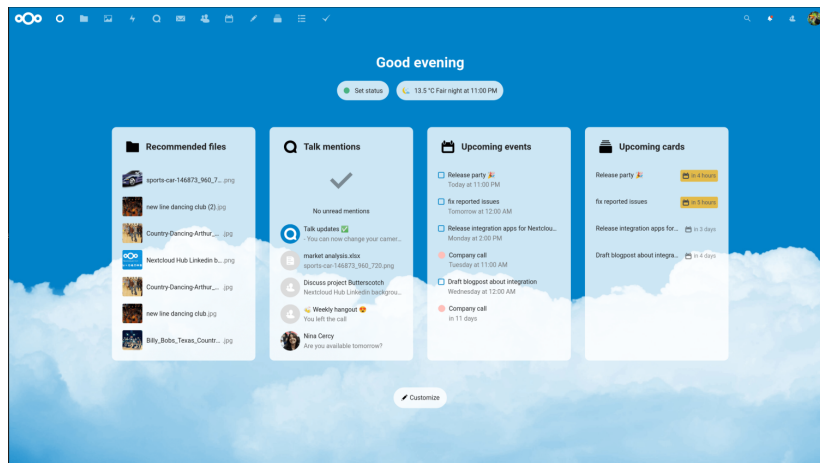 Good evening
Set status
13.5 °C Fair night at 11:00 PM
Recommended files
sports-car-146873_960_7... .png
new line dancing club (2).jpg
Country-Dancing-Arthur_... .jpg
Nextcloud Hub Linkedin b... .png
Country-Dancing-Arthur_... .jpg
new line dancing club.jpg
Billy_Bobs_Texas_Countr... .jpg
Talk mentions
No unread mentions
Talk updates ✅
- You can now change your camer...
market analysis.xlsx
sports-car-146873_960_720.png
Discuss project Butterscotch
Nextcloud Hub Linkedin backgrou...
👋 Weekly hangout 😍
You left the call
Nina Cercy
Are you available tomorrow?
Upcoming events
Release party 🎉
Today at 11:00 PM
fix reported issues
Tomorrow at 12:00 AM
Release integration apps for Nextclou...
Monday at 2:00 PM
Company call
Tuesday at 11:00 AM
Draft blogpost about integration
Wednesday at 12:00 AM
Company call
in 11 days
Upcoming cards
Release party 🎉
in 4 hours
fix reported issues
in 5 hours
Release integration apps for...
in 3 days
Draft blogpost about integra...
in 4 days
Customize